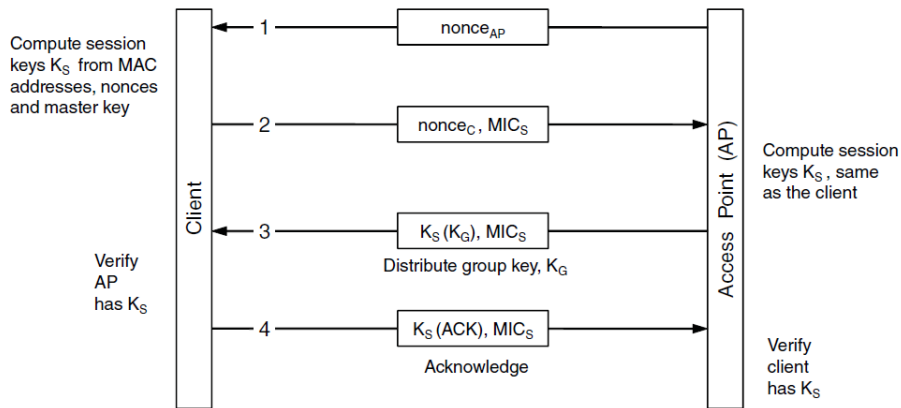 1
nonce_AP
Compute session
keys K_S from MAC
addresses, nonces
and master key
2
nonce_C, MIC_S
Compute session
keys K_S, same
as the client
Client
Access Point (AP)
3
K_S(K_G), MIC_S
Distribute group key, K_G
Verify
AP
has K_S
4
K_S(ACK), MIC_S
Acknowledge
Verify
client
has K_S